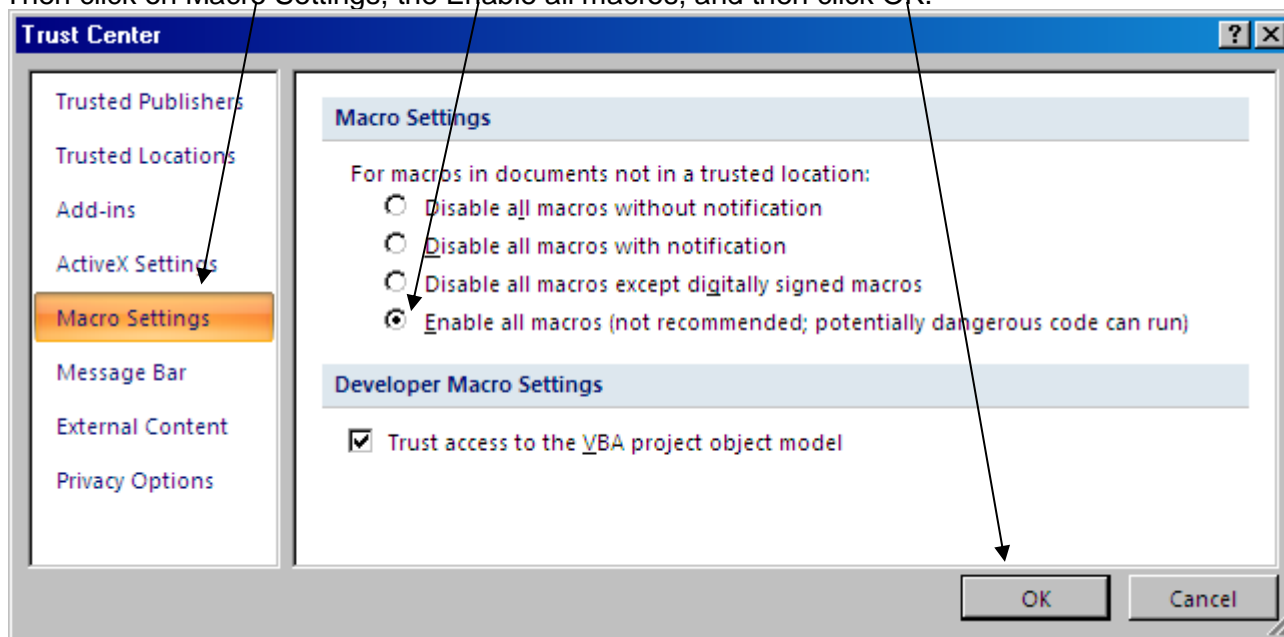 Then click on Macro Settings, the Enable all macros, and then click OK.
Trust Center
Trusted Publishers
Trusted Locations
Add-ins
ActiveX Settings
Macro Settings
Message Bar
External Content
Privacy Options
Macro Settings
For macros in documents not in a trusted location:
Disable all macros without notification
Disable all macros with notification
Disable all macros except digitally signed macros
Enable all macros (not recommended; potentially dangerous code can run)
Developer Macro Settings
Trust access to the VBA project object model
OK
Cancel